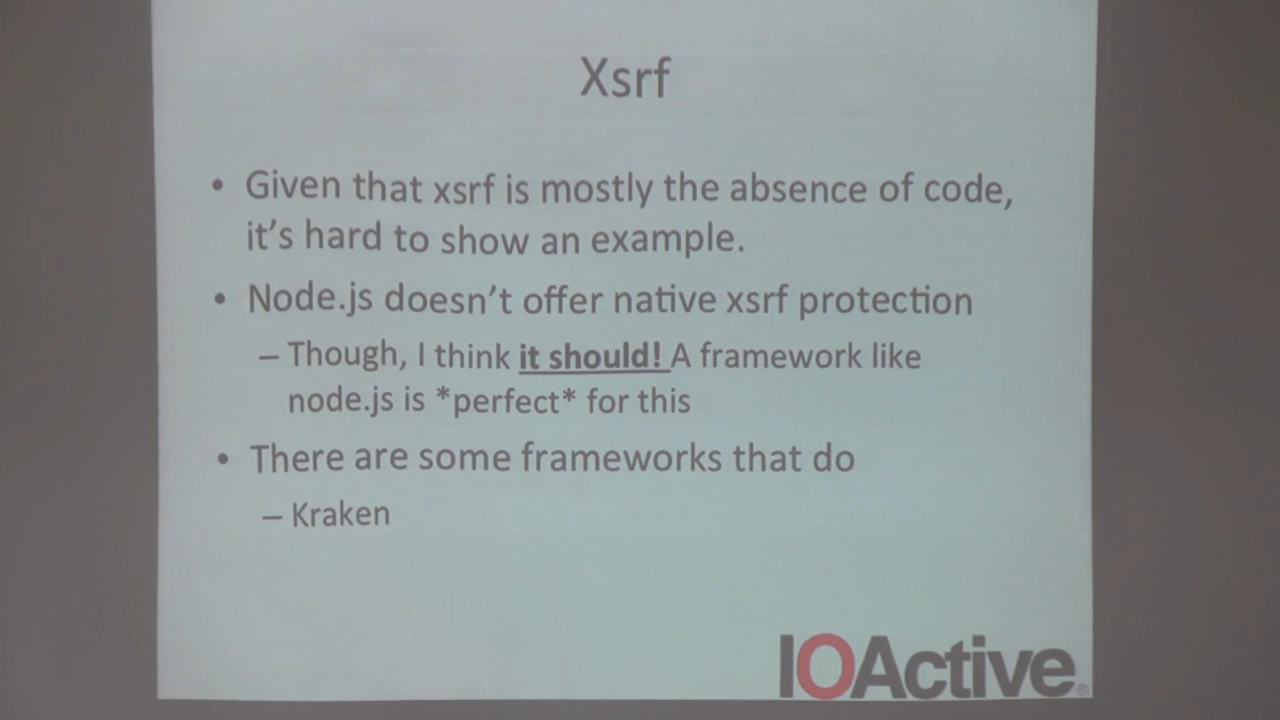 Xsrf
• Given that xsrf is mostly the absence of code,
it's hard to show an example.
• Node.js doesn't offer native xsrf protection
– Though, I think it should! A framework like
node.js is *perfect* for this
• There are some frameworks that do
– Kraken
IOActive®